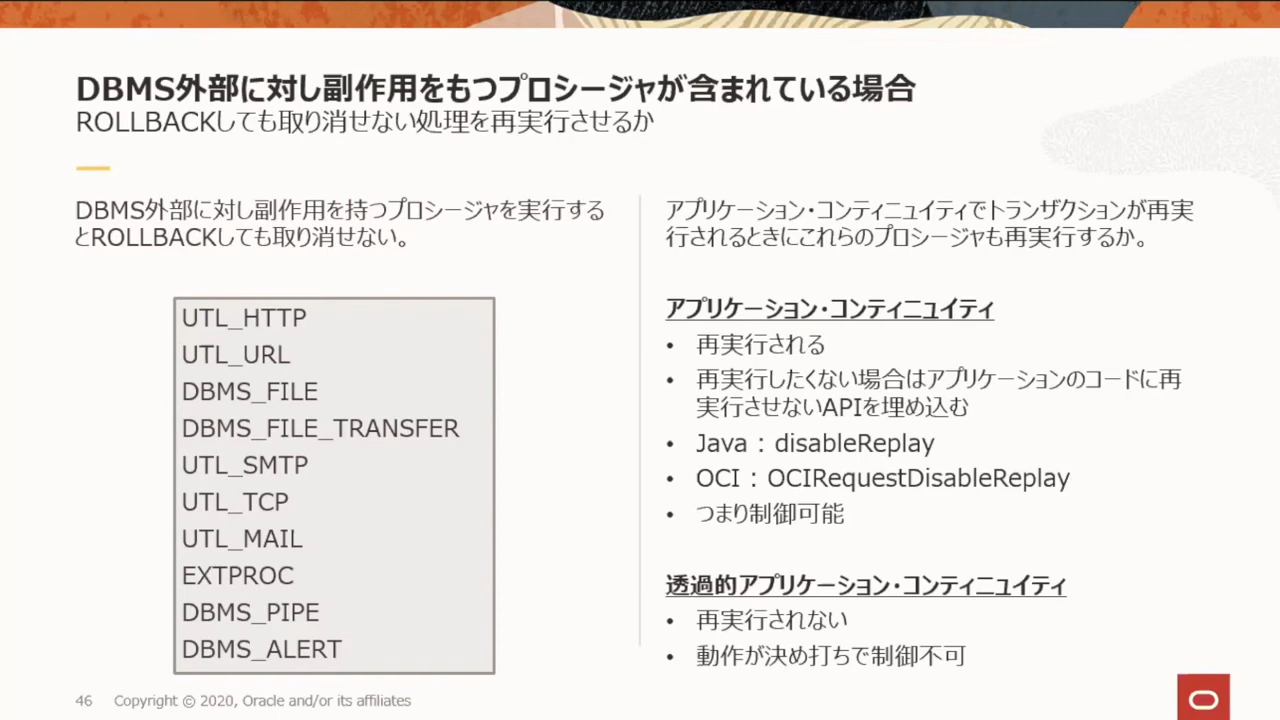 DBMS外部に対し副作用をもつプロシージャが含まれている場合
ROLLBACKしても取り消せない処理を再実行させるか
DBMS外部に対し副作用を持つプロシージャを実行する
とROLLBACKしても取り消せない。
UTL_HTTP
UTL_URL
DBMS_FILE
DBMS_FILE_TRANSFER
UTL_SMTP
UTL_TCP
UTL_MAIL
EXTPROC
DBMS_PIPE
DBMS_ALERT
アプリケーション・コンティニュイティでトランザクションが再実
行されるときにこれらのプロシージャも再実行するか。
アプリケーション・コンティニュイティ
• 再実行される
• 再実行したくない場合はアプリケーションのコードに再
実行させないAPIを埋め込む
• Java：disableReplay
• OCI：OCIRequestDisableReplay
• つまり制御可能
透過的アプリケーション・コンティニュイティ
• 再実行されない
• 動作が決め打ちで制御不可
46 Copyright © 2020, Oracle and/or its affiliates